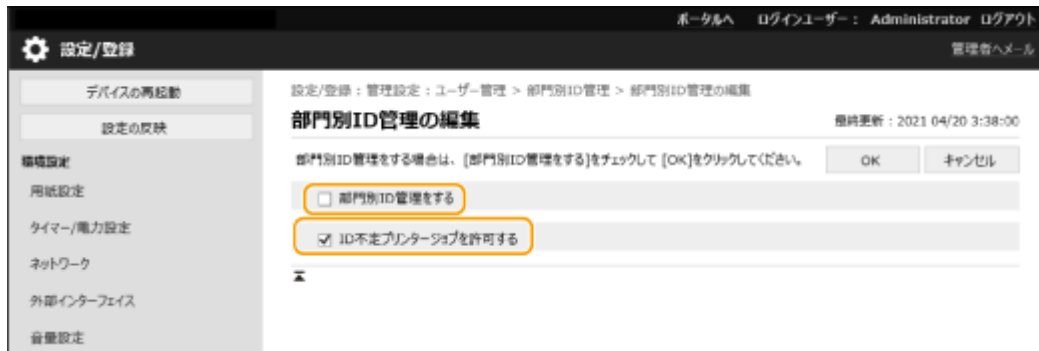 ポータルへ ログインユーザー： Administrator ログアウト
設定/登録
管理者へメール
デバイスの再起動
設定の反映
環境設定
用紙設定
タイマー/電力設定
ネットワーク
外部インターフェイス
音量設定
設定/登録：管理設定：ユーザー管理 > 部門別ID管理 > 部門別ID管理の編集
部門別ID管理の編集
最終更新：2021 04/20 3:38:00
部門別ID管理をする場合は、[部門別ID管理をする]をチェックして [OK]をクリックしてください。
OK
キャンセル
部門別ID管理をする
ID不定プリンタージョブを許可する